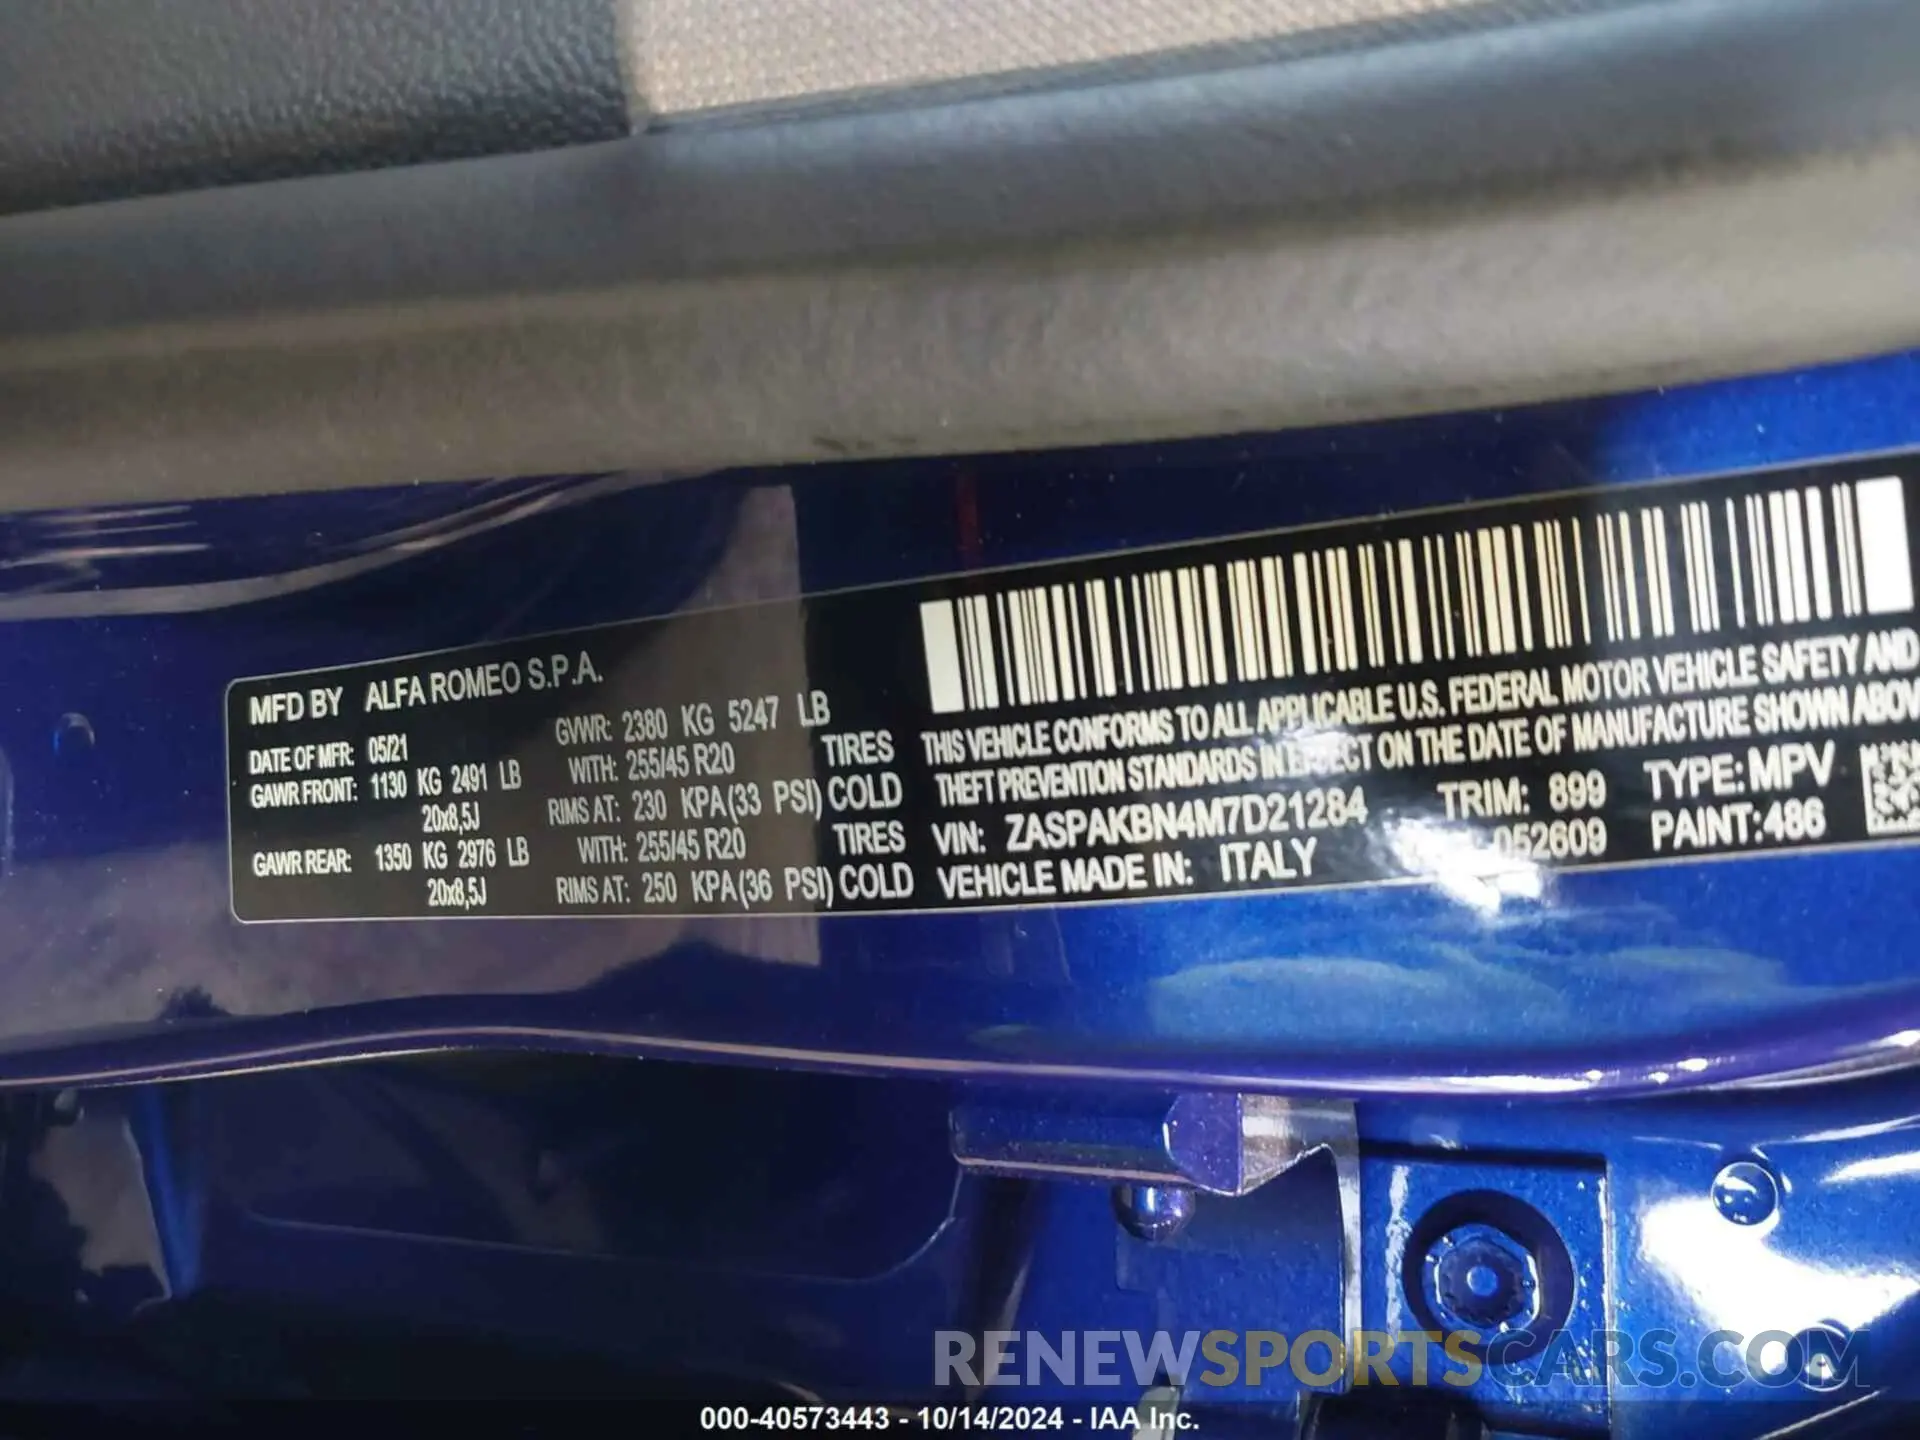 MFD BY ALFA ROMEO S.P.A.
DATE OF MFR: 05/21 GVWR: 2380 KG 5247 LB
GAWR FRONT: 1130 KG 2491 LB WITH: 255/45 R20 TIRES
20x8,5J RIMS AT: 230 KPA(33 PSI) COLD
GAWR REAR: 1350 KG 2976 LB WITH: 255/45 R20 TIRES
20x8,5J RIMS AT: 250 KPA(36 PSI) COLD
THIS VEHICLE CONFORMS TO ALL APPLICABLE U.S. FEDERAL MOTOR VEHICLE SAFETY AND
THEFT PREVENTION STANDARDS IN EFFECT ON THE DATE OF MANUFACTURE SHOWN ABOV
VIN: ZASPAKBN4M7D21284 TRIM: 899 TYPE: MPV
VEHICLE MADE IN: ITALY 052609 PAINT: 486
RENEWSPORTSCARS.COM
000-40573443 - 10/14/2024 - IAA Inc.